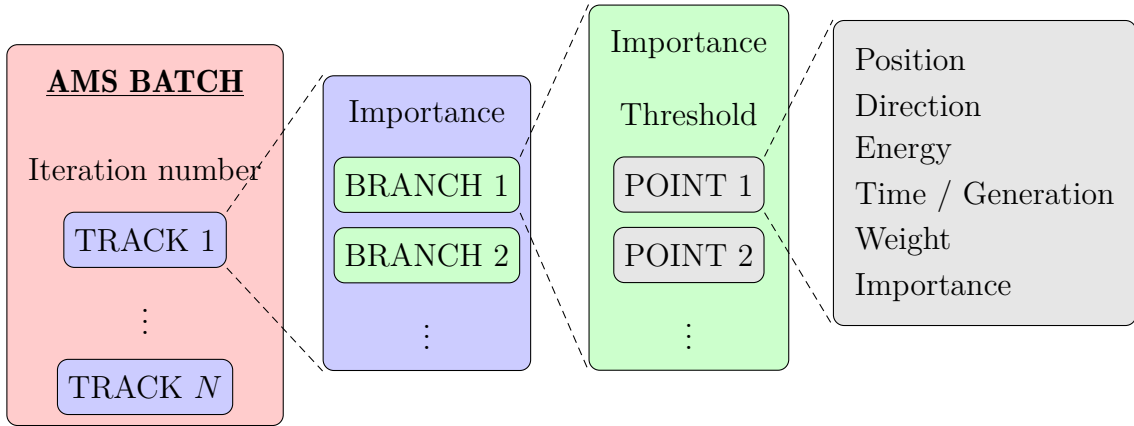 AMS BATCH
Iteration number
TRACK 1
⋮
TRACK N
Importance
BRANCH 1
BRANCH 2
⋮
Importance
Threshold
POINT 1
POINT 2
⋮
Position
Direction
Energy
Time / Generation
Weight
Importance